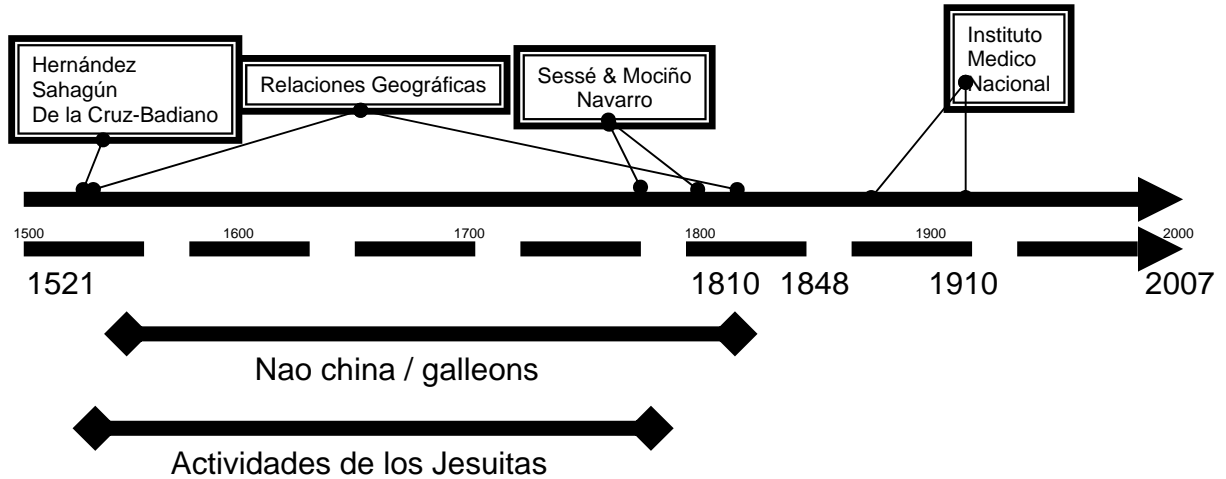 Hernández
Sahagún
De la Cruz-Badiano
Relaciones Geográficas
Sessé & Mociño
Navarro
Instituto
Medico
Nacional
1500 1600 1700 1800 1900 2000
1521 1810 1848 1910 2007
Nao china / galleons
Actividades de los Jesuitas